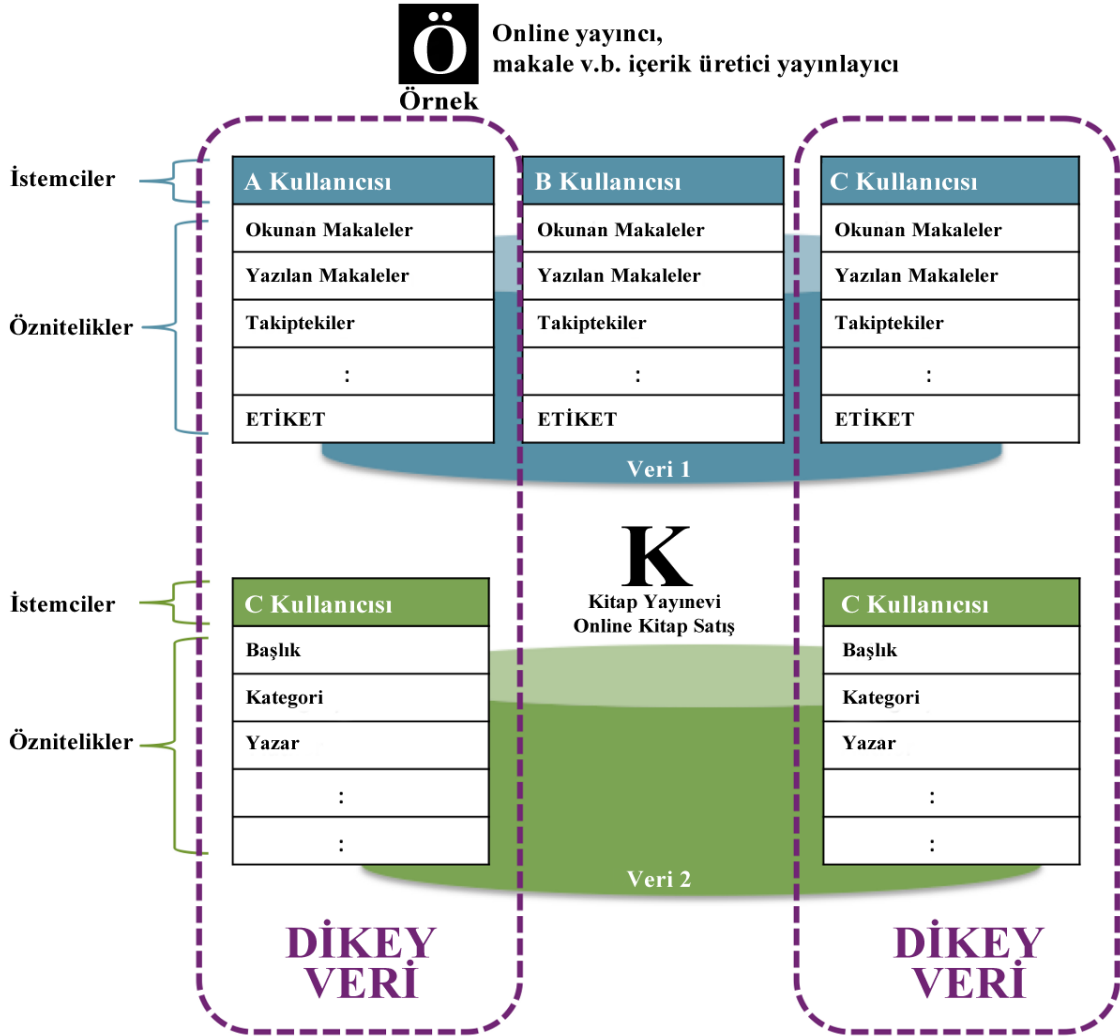 Ö
Örnek
Online yayıncı,
makale v.b. içerik üretici yayınlayıcı
İstemciler
Öznitelikler
A Kullanıcısı
Okunan Makaleler
Yazılan Makaleler
Takiptekiler
:
ETİKET
B Kullanıcısı
Okunan Makaleler
Yazılan Makaleler
Takiptekiler
:
ETİKET
C Kullanıcısı
Okunan Makaleler
Yazılan Makaleler
Takiptekiler
:
ETİKET
Veri 1
K
Kitap Yayınevi
Online Kitap Satış
İstemciler
Öznitelikler
C Kullanıcısı
Başlık
Kategori
Yazar
:
:
C Kullanıcısı
Başlık
Kategori
Yazar
:
:
Veri 2
DİKEY
VERİ
DİKEY
VERİ